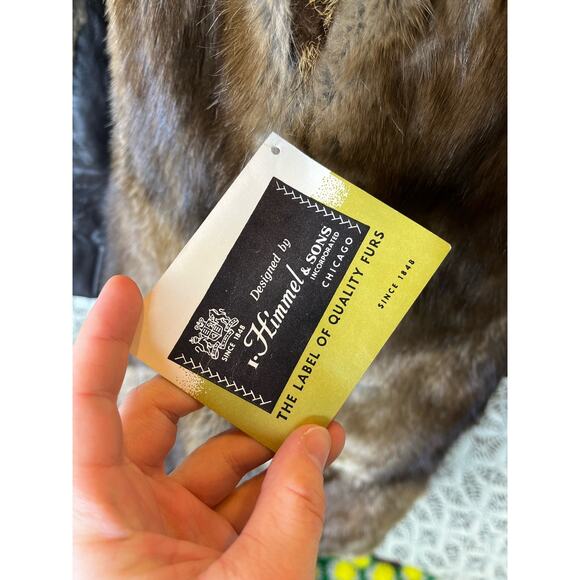 Designed by
I. Himmel & SONS
INCORPORATED
CHICAGO
SINCE 1848
THE LABEL OF QUALITY FURS
SINCE 1848